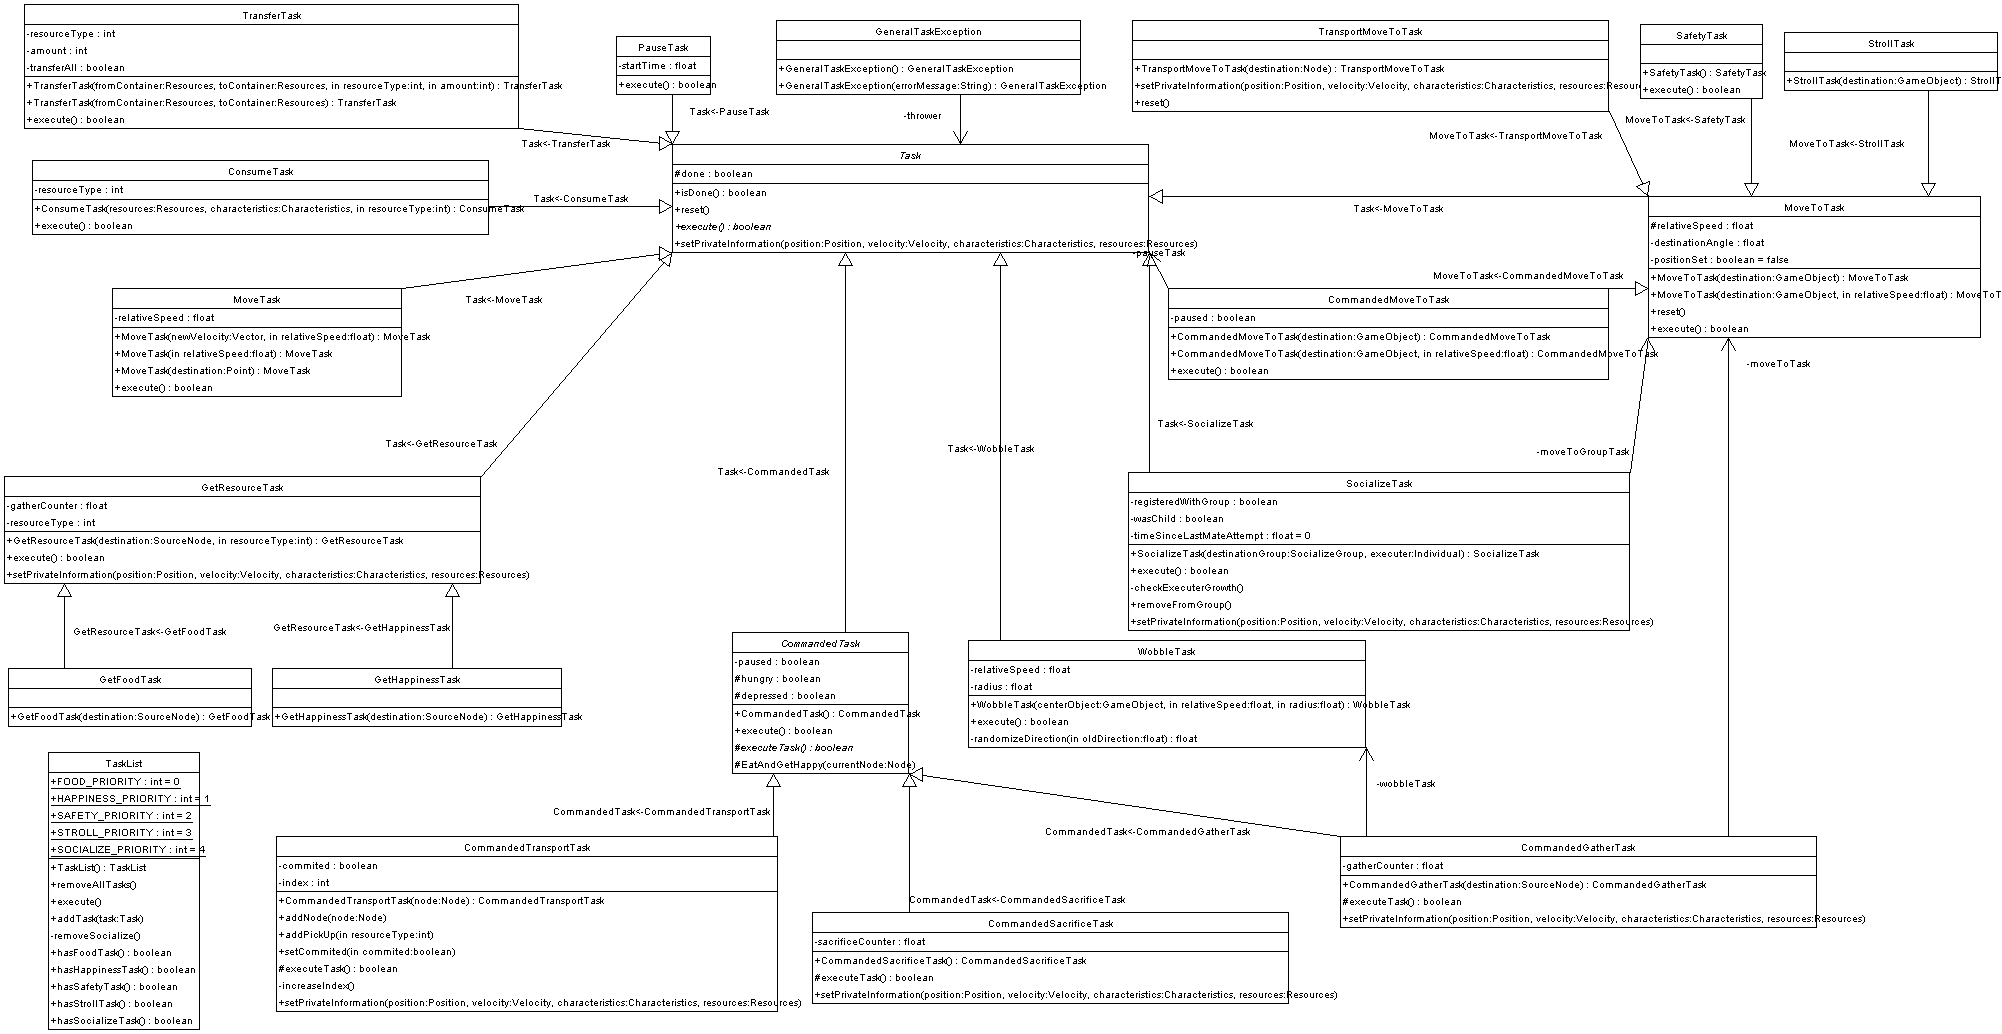 TransferTask
-resourceType : int
-amount : int
-transferAll : boolean
+TransferTask(fromContainer:Resources, toContainer:Resources, in resourceType:int, in amount:int) : TransferTask
+TransferTask(fromContainer:Resources, toContainer:Resources) : TransferTask
+execute() : boolean
PauseTask
-startTime : float
+execute() : boolean
GeneralTaskException
+GeneralTaskException() : GeneralTaskException
+GeneralTaskException(errorMessage:String) : GeneralTaskException
TransportMoveToTask
+TransportMoveToTask(destination:Node) : TransportMoveToTask
+setPrivateInformation(position:Position, velocity:Velocity, characteristics:Characteristics, resources:Resour
+reset()
SafetyTask
+SafetyTask() : SafetyTask
+execute() : boolean
StrollTask
+StrollTask(destination:GameObject) : StrollT
Task<-PauseTask
-thrower
Task<-TransferTask
MoveToTask<-TransportMoveToTask
MoveToTask<-SafetyTask
MoveToTask<-StrollTask
ConsumeTask
-resourceType : int
+ConsumeTask(resources:Resources, characteristics:Characteristics, in resourceType:int) : ConsumeTask
+execute() : boolean
Task<-ConsumeTask
Task
#done : boolean
+isDone() : boolean
+reset()
+execute() : boolean
+setPrivateInformation(position:Position, velocity:Velocity, characteristics:Characteristics, resources:Resources)
-pauseTask
Task<-MoveToTask
MoveToTask
#relativeSpeed : float
-destinationAngle : float
-positionSet : boolean = false
+MoveToTask(destination:GameObject) : MoveToTask
+MoveToTask(destination:GameObject, in relativeSpeed:float) : MoveToT
+reset()
+execute() : boolean
MoveToTask<-CommandedMoveToTask
CommandedMoveToTask
-paused : boolean
+CommandedMoveToTask(destination:GameObject) : CommandedMoveToTask
+CommandedMoveToTask(destination:GameObject, in relativeSpeed:float) : CommandedMoveToTask
+execute() : boolean
MoveTask
-relativeSpeed : float
+MoveTask(newVelocity:Vector, in relativeSpeed:float) : MoveTask
+MoveTask(in relativeSpeed:float) : MoveTask
+MoveTask(destination:Point) : MoveTask
+execute() : boolean
Task<-MoveTask
-moveToTask
Task<-GetResourceTask
Task<-CommandedTask
Task<-WobbleTask
Task<-SocializeTask
-moveToGroupTask
GetResourceTask
-gatherCounter : float
-resourceType : int
+GetResourceTask(destination:SourceNode, in resourceType:int) : GetResourceTask
+execute() : boolean
+setPrivateInformation(position:Position, velocity:Velocity, characteristics:Characteristics, resources:Resources)
SocializeTask
-registeredWithGroup : boolean
-wasChild : boolean
-timeSinceLastMateAttempt : float = 0
+SocializeTask(destinationGroup:SocializeGroup, executer:Individual) : SocializeTask
+execute() : boolean
-checkExecuterGrowth()
+removeFromGroup()
+setPrivateInformation(position:Position, velocity:Velocity, characteristics:Characteristics, resources:Resources)
GetResourceTask<-GetFoodTask
GetResourceTask<-GetHappinessTask
GetFoodTask
+GetFoodTask(destination:SourceNode) : GetFoodTask
GetHappinessTask
+GetHappinessTask(destination:SourceNode) : GetHappinessTask
CommandedTask
-paused : boolean
#hungry : boolean
#depressed : boolean
+CommandedTask() : CommandedTask
+execute() : boolean
#executeTask() : boolean
#EatAndGetHappy(currentNode:Node)
WobbleTask
-relativeSpeed : float
-radius : float
+WobbleTask(centerObject:GameObject, in relativeSpeed:float, in radius:float) : WobbleTask
+execute() : boolean
-randomizeDirection(in oldDirection:float) : float
-wobbleTask
TaskList
+FOOD_PRIORITY : int = 0
+HAPPINESS_PRIORITY : int = 1
+SAFETY_PRIORITY : int = 2
+STROLL_PRIORITY : int = 3
+SOCIALIZE_PRIORITY : int = 4
+TaskList() : TaskList
+removeAllTasks()
+execute()
+addTask(task:Task)
-removeSocialize()
+hasFoodTask() : boolean
+hasHappinessTask() : boolean
+hasSafetyTask() : boolean
+hasStrollTask() : boolean
+hasSocializeTask() : boolean
CommandedTask<-CommandedTransportTask
CommandedTask<-CommandedGatherTask
CommandedTask<-CommandedSacrificeTask
CommandedTransportTask
-commited : boolean
-index : int
+CommandedTransportTask(node:Node) : CommandedTransportTask
+addNode(node:Node)
+addPickUp(in resourceType:int)
+setCommited(in commited:boolean)
#executeTask() : boolean
-increaseIndex()
+setPrivateInformation(position:Position, velocity:Velocity, characteristics:Characteristics, resources:Resources)
CommandedSacrificeTask
-sacrificeCounter : float
+CommandedSacrificeTask() : CommandedSacrificeTask
#executeTask() : boolean
+setPrivateInformation(position:Position, velocity:Velocity, characteristics:Characteristics, resources:Resources)
CommandedGatherTask
-gatherCounter : float
+CommandedGatherTask(destination:SourceNode) : CommandedGatherTask
#executeTask() : boolean
+setPrivateInformation(position:Position, velocity:Velocity, characteristics:Characteristics, resources:Resources)